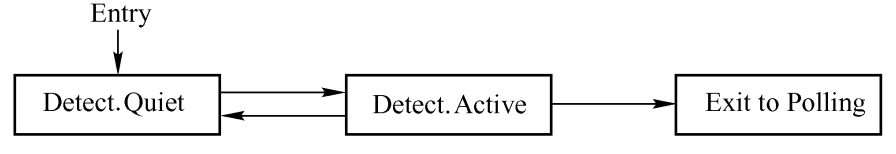 Entry
Detect.Quiet
Detect.Active
Exit to Polling